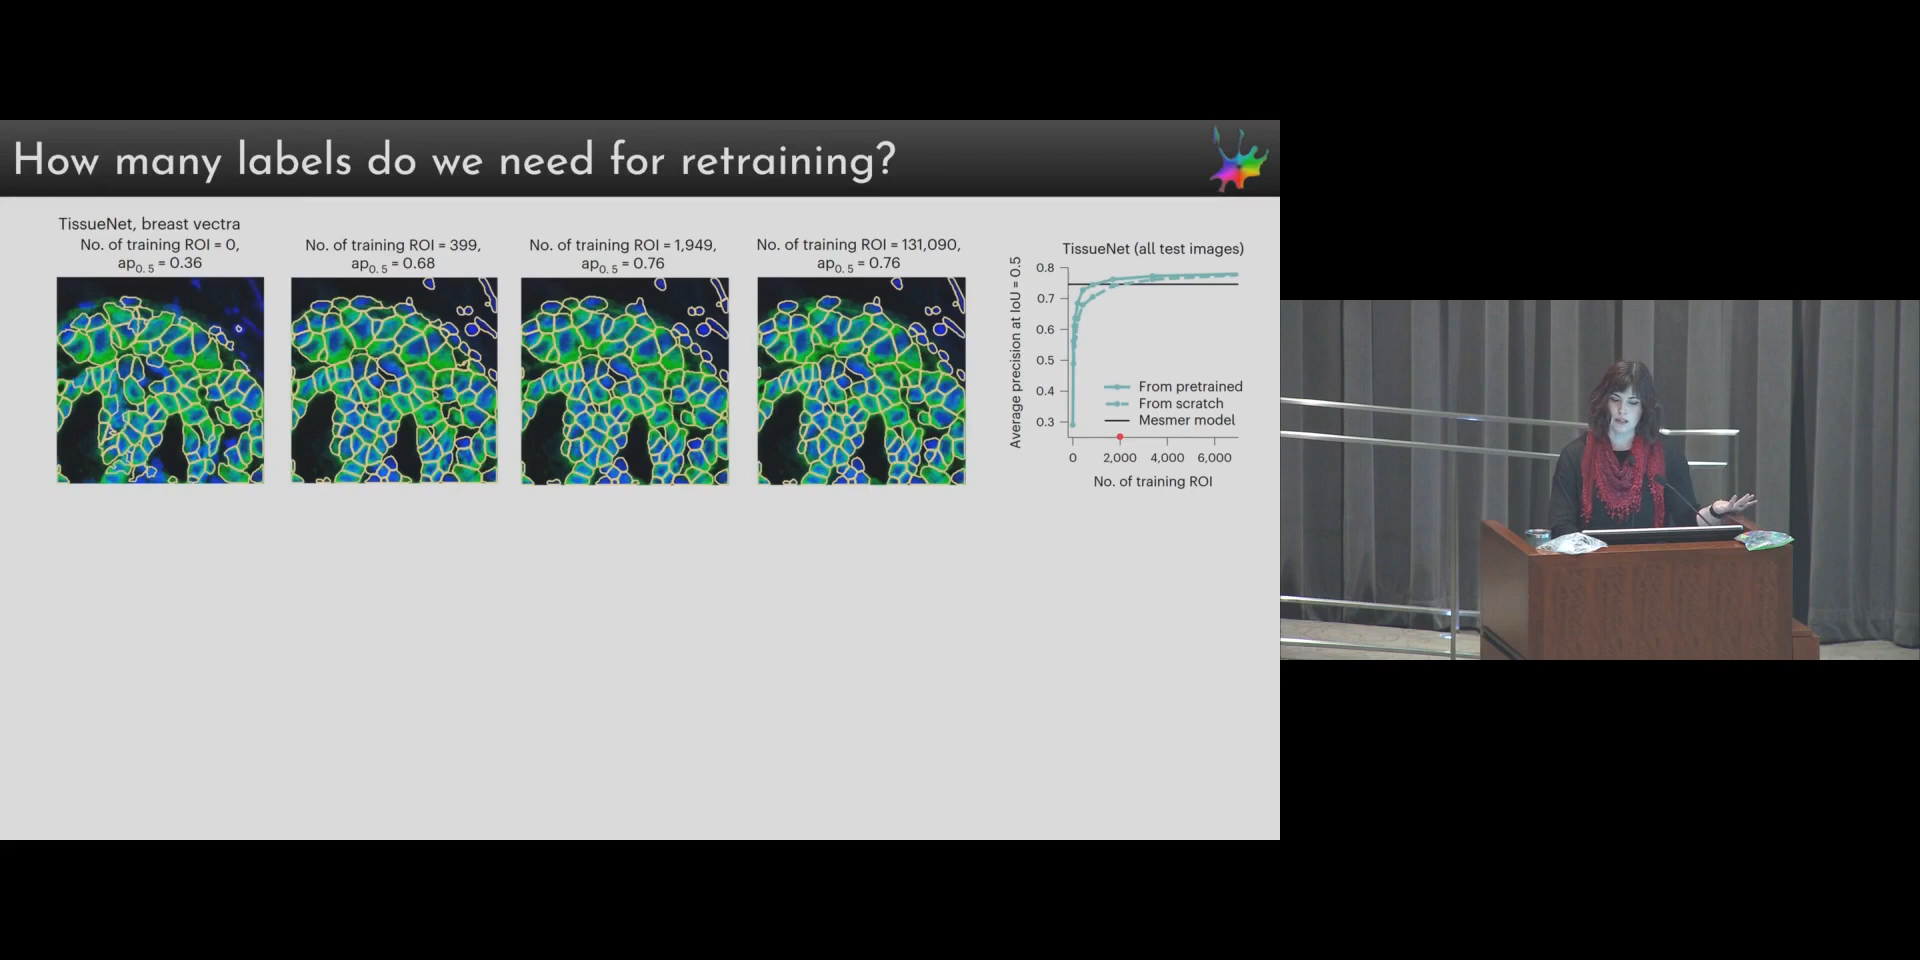 How many labels do we need for retraining?
TissueNet, breast vectra
No. of training ROI = 0,
ap0.5 = 0.36
No. of training ROI = 399,
ap0.5 = 0.68
No. of training ROI = 1,949,
ap0.5 = 0.76
No. of training ROI = 131,090,
ap0.5 = 0.76
TissueNet (all test images)
Average precision at IoU = 0.5
0.8
0.7
0.6
0.5
0.4
0.3
From pretrained
From scratch
Mesmer model
0 2,000 4,000 6,000
No. of training ROI